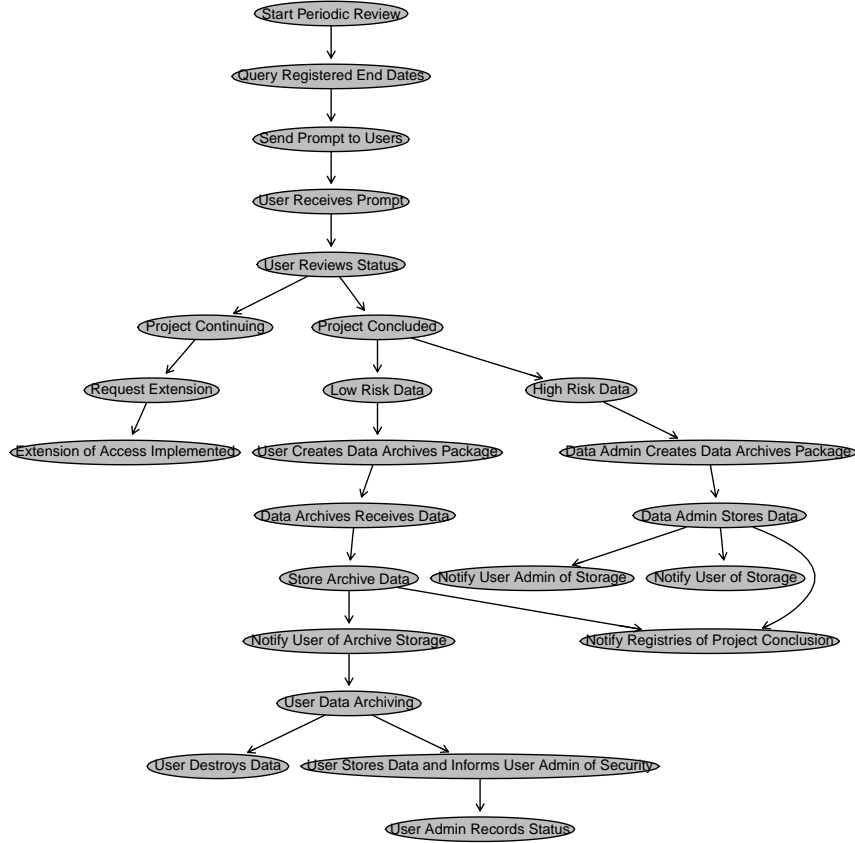 Start Periodic Review
Query Registered End Dates
Send Prompt to Users
User Receives Prompt
User Reviews Status
Project Continuing
Project Concluded
Request Extension
Low Risk Data
High Risk Data
Extension of Access Implemented
User Creates Data Archives Package
Data Admin Creates Data Archives Package
Data Archives Receives Data
Data Admin Stores Data
Store Archive Data
Notify User Admin of Storage
Notify User of Storage
Notify User of Archive Storage
Notify Registries of Project Conclusion
User Data Archiving
User Destroys Data
User Stores Data and Informs User Admin of Security
User Admin Records Status